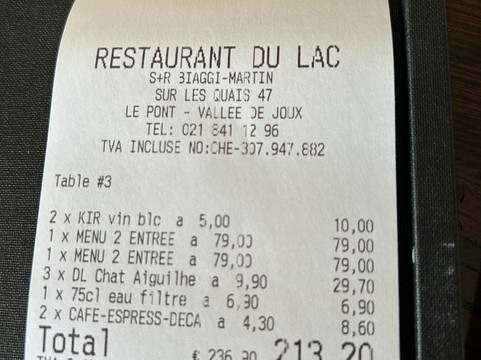 RESTAURANT DU LAC
S+R BIAGGI-MARTIN
SUR LES QUAIS 47
LE PONT - VALLEE DE JOUX
TEL: 021 841 12 96
TVA INCLUSE NO:CHE-307.947.882
Table #3
2 x KIR vin blc a 5,00 10,00
1 x MENU 2 ENTREE a 79,00 79,00
1 x MENU 2 ENTREE a 79,00 79,00
3 x DL Chat Aiguilhe a 9,90 29,70
1 x 75cl eau filtre a 6,90 6,90
2 x CAFE-ESPRESS-DECA a 4,30 8,60
Total € 236,90 213,20